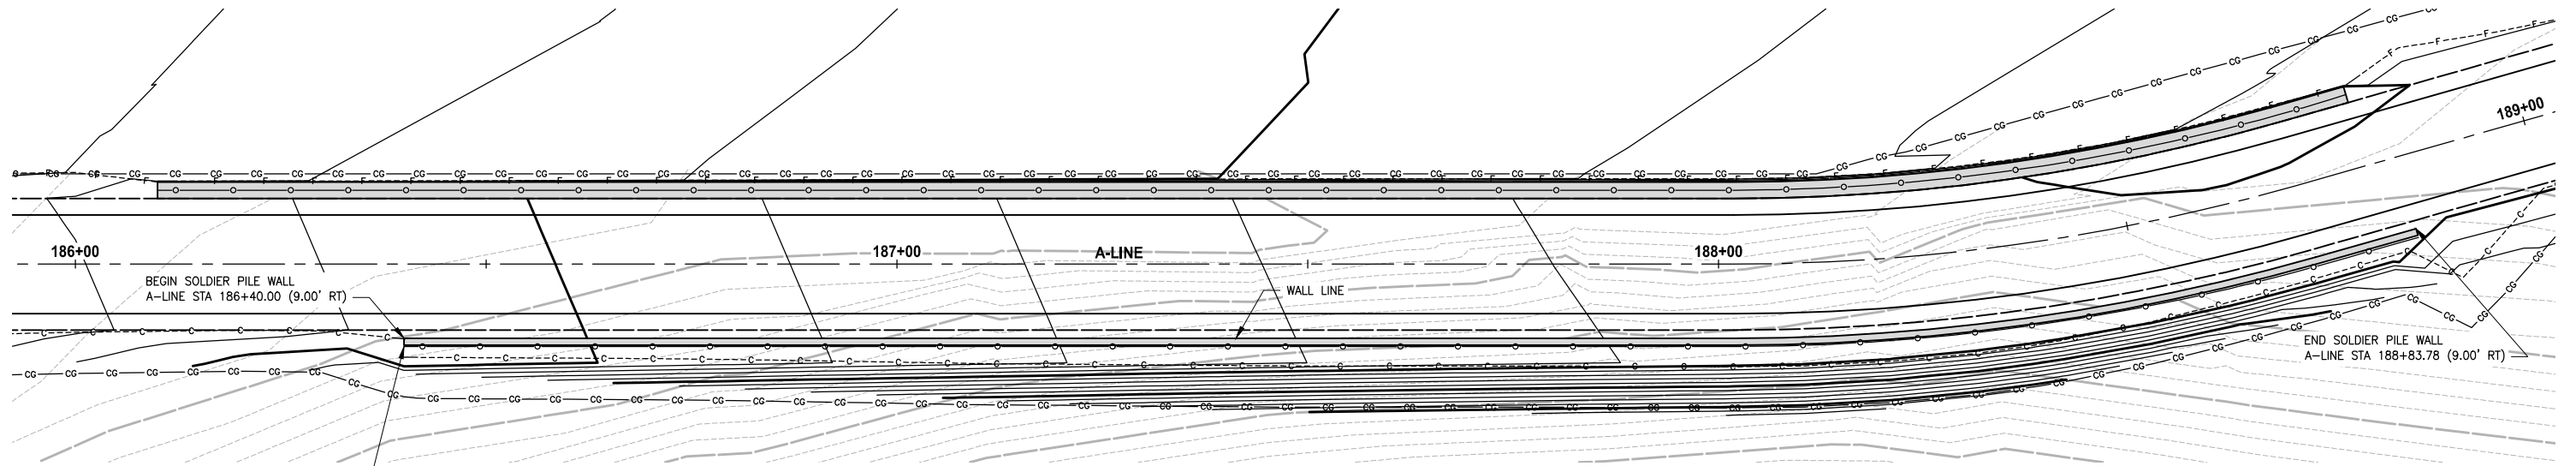 189+00
186+00
187+00
A-LINE
188+00
BEGIN SOLDIER PILE WALL
A-LINE STA 186+40.00 (9.00' RT)
WALL LINE
END SOLDIER PILE WALL
A-LINE STA 188+83.78 (9.00' RT)